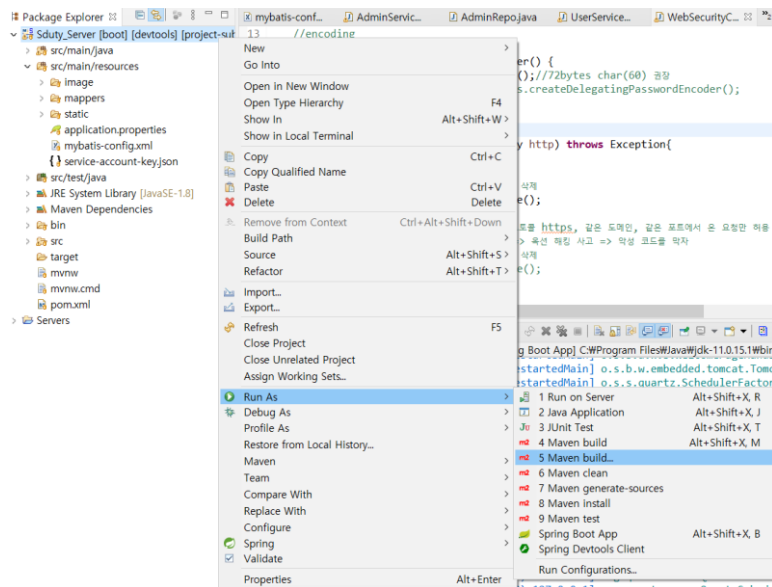 Package Explorer
mybatis-conf...
AdminServic...
AdminRepo.java
UserService...
WebSecurityC...
Sduty_Server [boot] [devtools] [project-sub
src/main/java
src/main/resources
image
mappers
static
application.properties
mybatis-config.xml
service-account-key.json
src/test/java
JRE System Library [JavaSE-1.8]
Maven Dependencies
bin
src
target
mvnw
mvnw.cmd
pom.xml
Servers
13 //encoding
er() {
();//72bytes char(60) 권장
s.createDelegatingPasswordEncoder();
y http) throws Exception{
삭제
e();
토콜 https, 같은 도메인, 같은 포트에서 온 요청만 허용
> 옥션 해킹 사고 => 악성 코드를 막자
삭제
e();
New
Go Into
Open in New Window
Open Type Hierarchy F4
Show In Alt+Shift+W
Show in Local Terminal
Copy Ctrl+C
Copy Qualified Name
Paste Ctrl+V
Delete Delete
Remove from Context Ctrl+Alt+Shift+Down
Build Path
Source Alt+Shift+S
Refactor Alt+Shift+T
Import...
Export...
Refresh F5
Close Project
Close Unrelated Project
Assign Working Sets...
Run As
Debug As
Profile As
Restore from Local History...
Maven
Team
Compare With
Replace With
Configure
Spring
Validate
Properties Alt+Enter
g Boot App] C:₩Program Files₩Java₩jdk-11.0.15.1₩bin
estartedMain] o.s.b.w.embedded.tomcat.Tomc
estartedMain] o.s.s.quartz.SchedulerFactor
1 Run on Server Alt+Shift+X, R
2 Java Application Alt+Shift+X, J
3 JUnit Test Alt+Shift+X, T
4 Maven build Alt+Shift+X, M
5 Maven build...
6 Maven clean
7 Maven generate-sources
8 Maven install
9 Maven test
Spring Boot App Alt+Shift+X, B
Spring Devtools Client
Run Configurations...